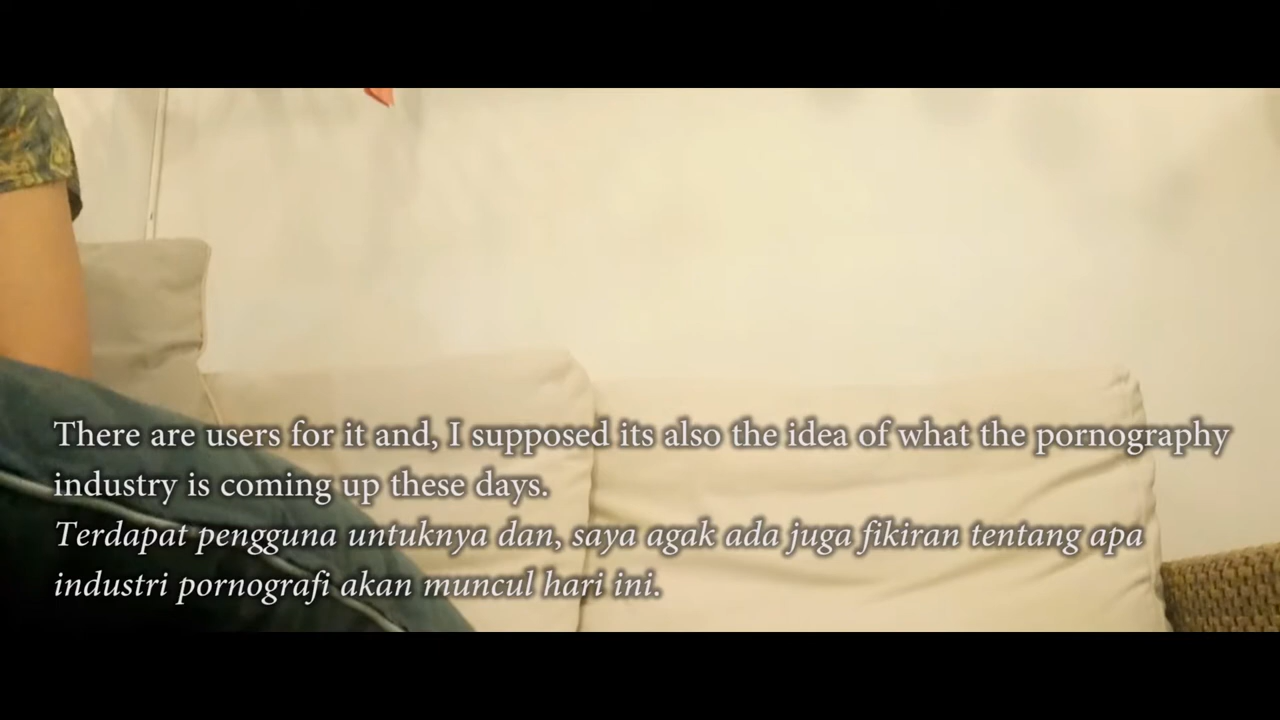 There are users for it and, I supposed its also the idea of what the pornography
industry is coming up these days.
Terdapat pengguna untuknya dan, saya agak ada juga fikiran tentang apa
industri pornografi akan muncul hari ini.